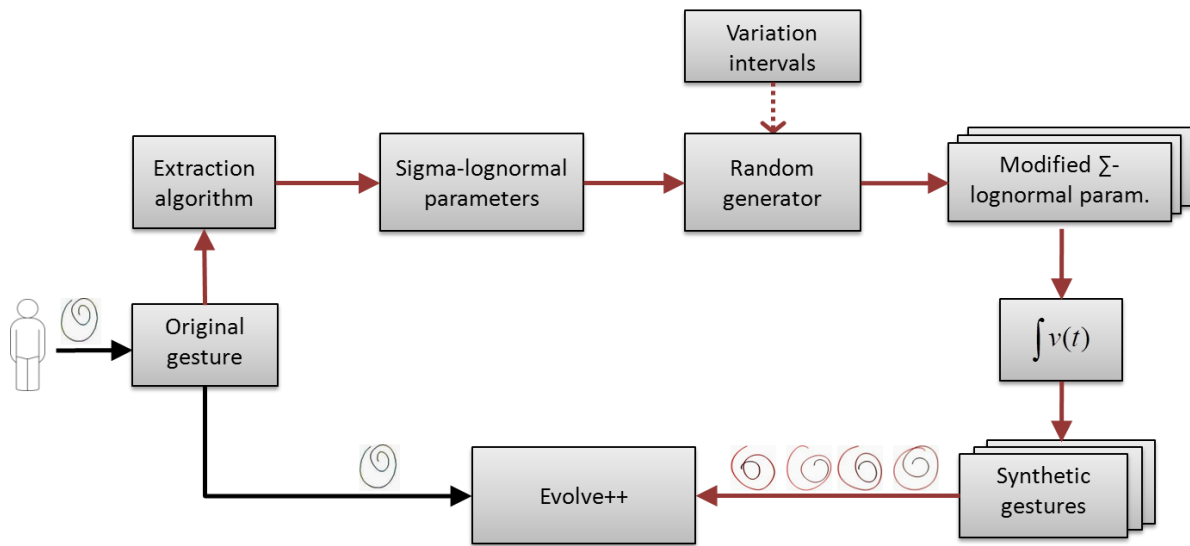 Variation
intervals
Extraction
algorithm
Sigma-lognormal
parameters
Random
generator
Modified ∑-
lognormal param.
Original
gesture
∫ v(t)
Evolve++
Synthetic
gestures